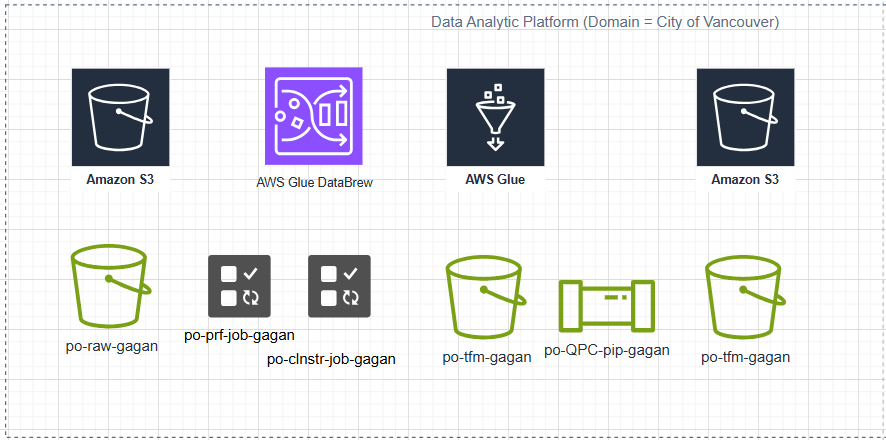 Data Analytic Platform (Domain = City of Vancouver)
Amazon S3
AWS Glue DataBrew
AWS Glue
Amazon S3
po-raw-gagan
po-prf-job-gagan
po-clnstr-job-gagan
po-tfm-gagan
po-QPC-pip-gagan
po-tfm-gagan